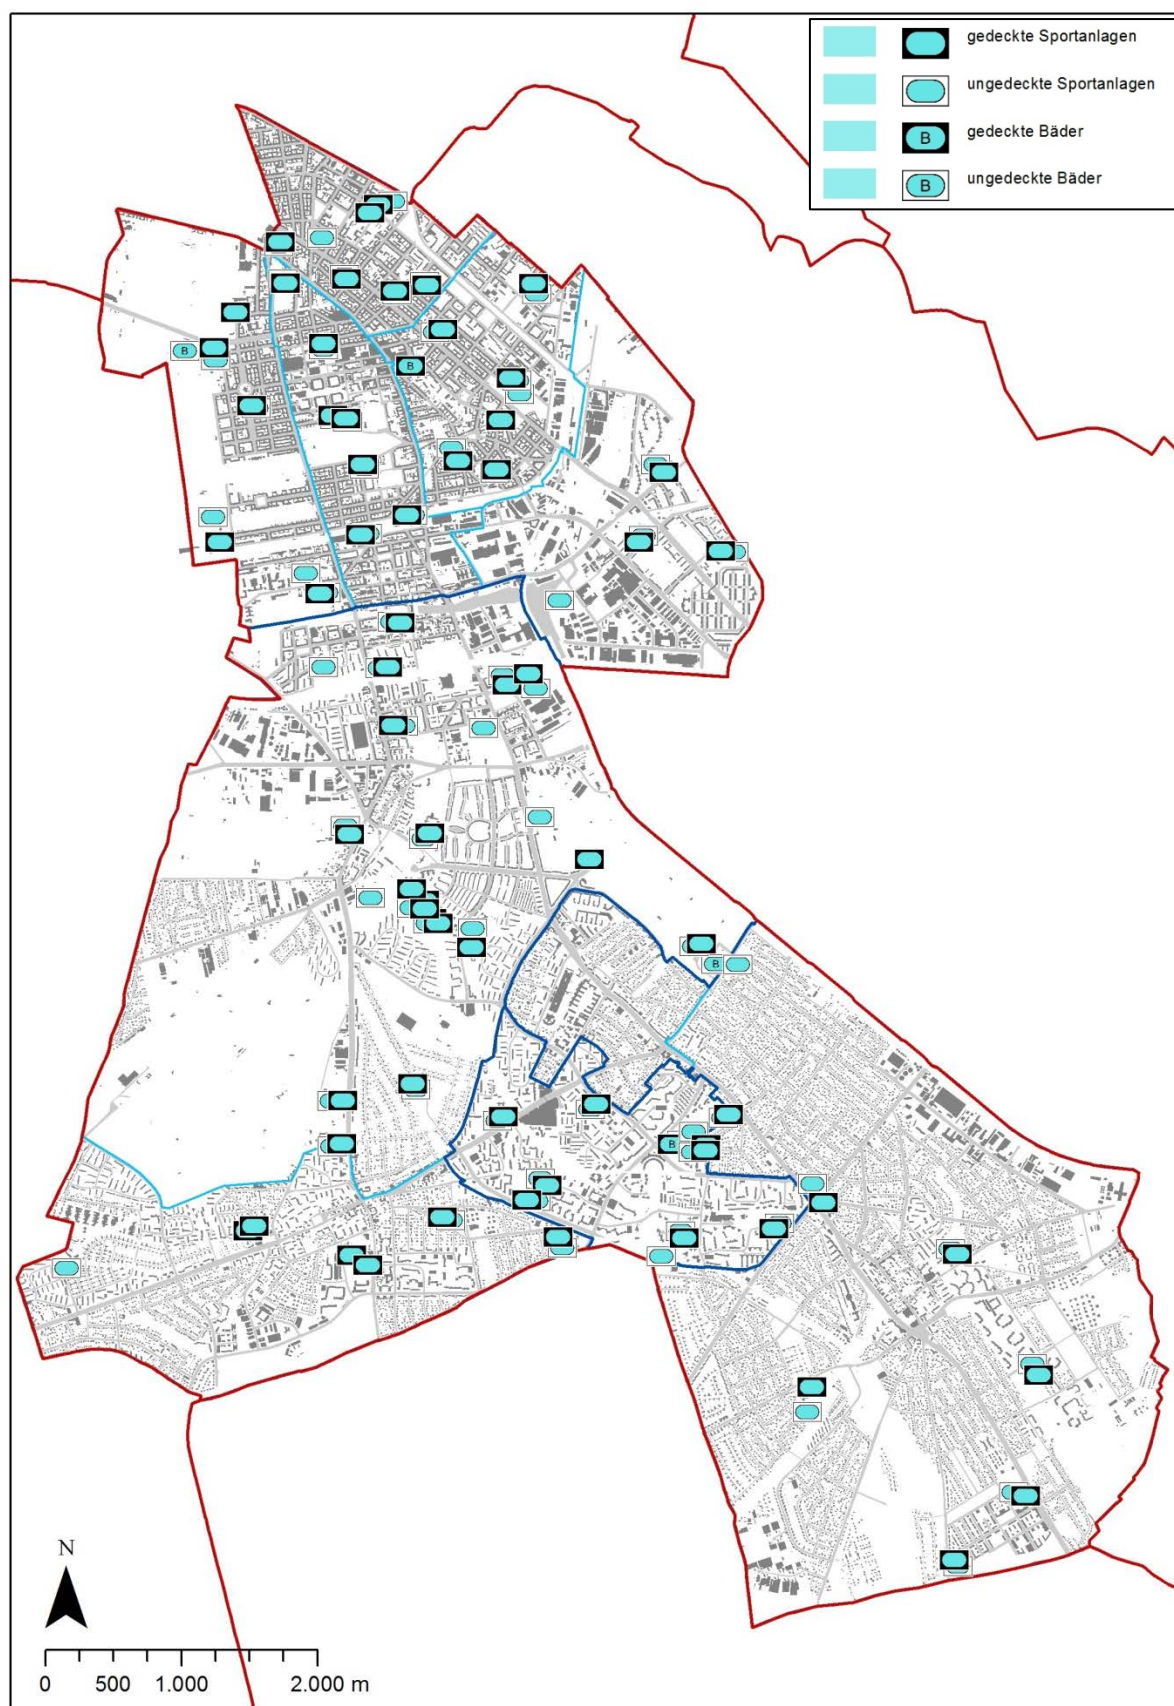 gedeckte Sportanlagen
ungedeckte Sportanlagen
B gedeckte Bäder
B ungedeckte Bäder
B
B
B
B
N
0 500 1.000 2.000 m